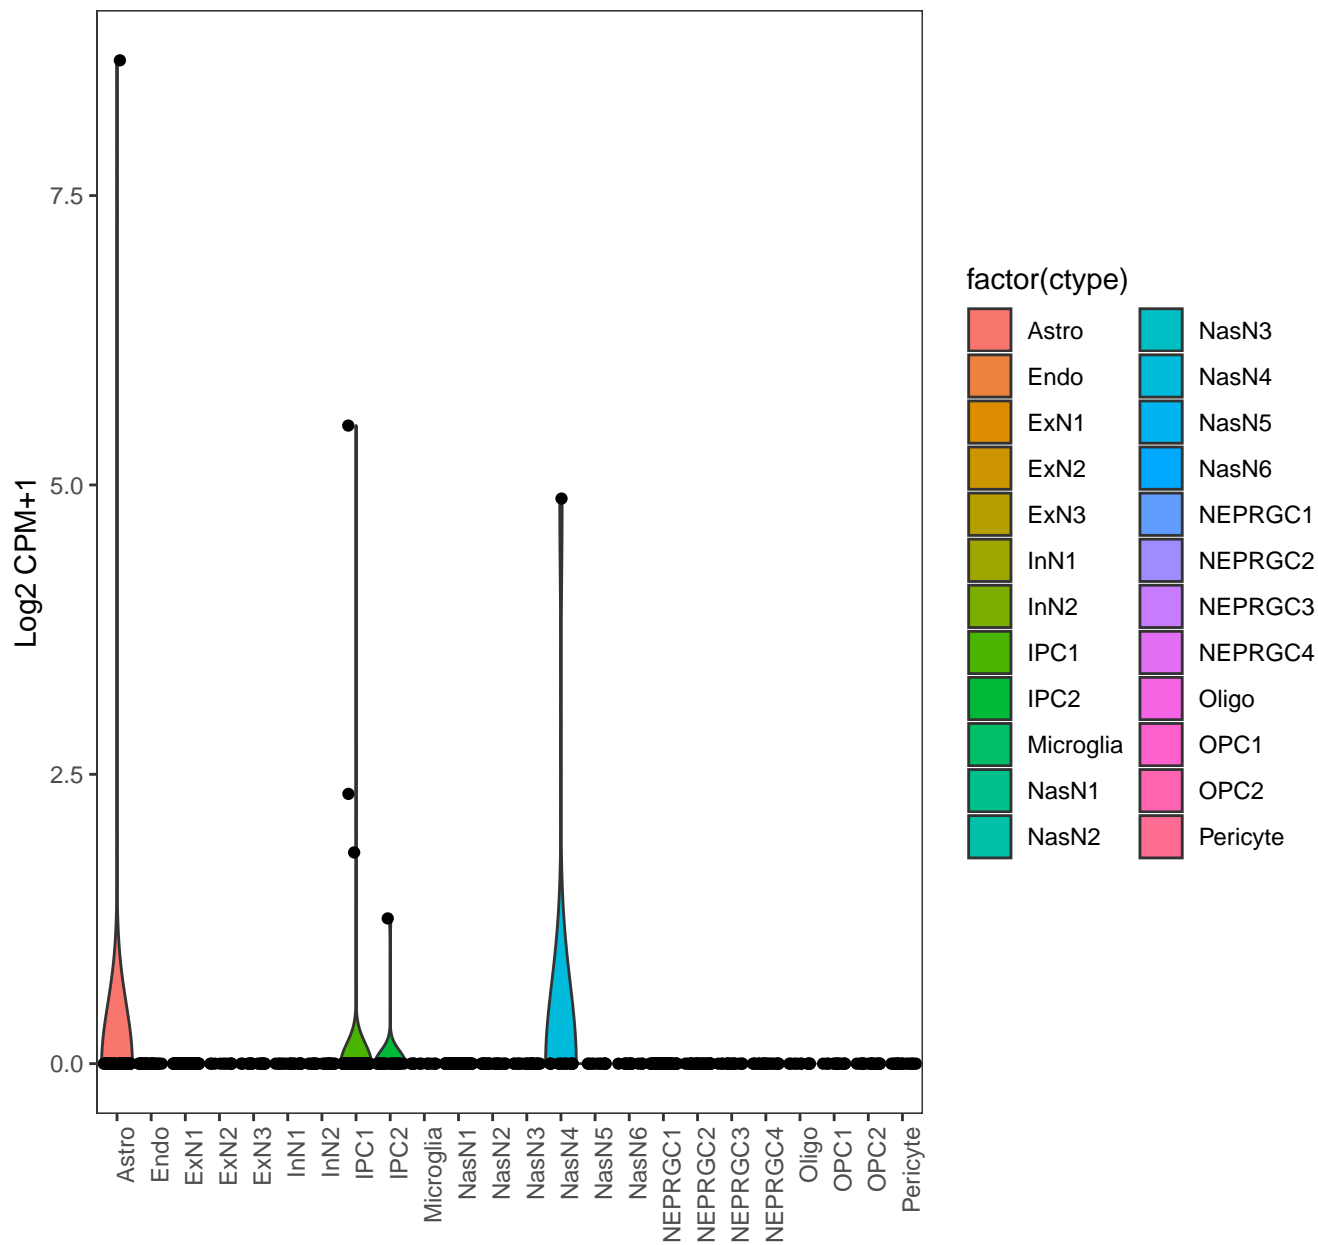 Log2 CPM+1
7.5
5.0
2.5
0.0
Astro
Endo
ExN1
ExN2
ExN3
InN1
InN2
IPC1
IPC2
Microglia
NasN1
NasN2
NasN3
NasN4
NasN5
NasN6
NEPRGC1
NEPRGC2
NEPRGC3
NEPRGC4
Oligo
OPC1
OPC2
Pericyte
factor(ctype)
Astro
Endo
ExN1
ExN2
ExN3
InN1
InN2
IPC1
IPC2
Microglia
NasN1
NasN2
NasN3
NasN4
NasN5
NasN6
NEPRGC1
NEPRGC2
NEPRGC3
NEPRGC4
Oligo
OPC1
OPC2
Pericyte